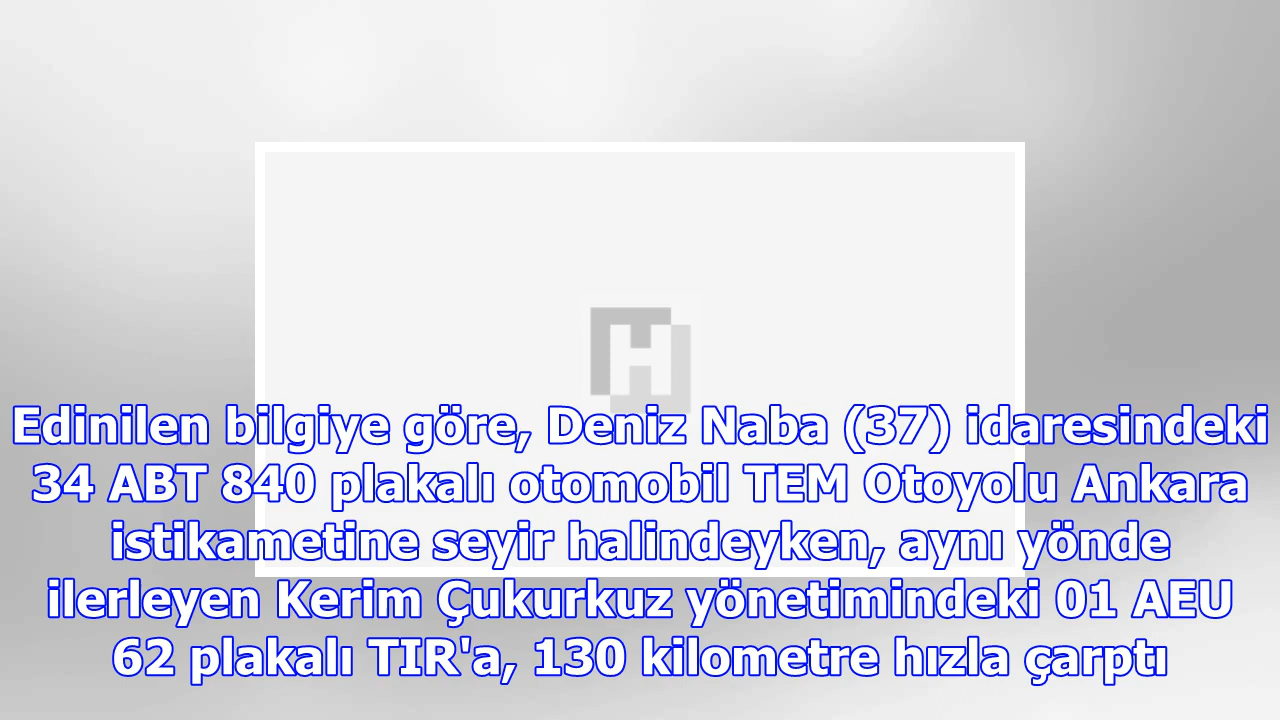 H
Edinilen bilgiye göre, Deniz Naba (37) idaresindeki
34 ABT 840 plakalı otomobil TEM Otoyolu Ankara
istikametine seyir halindeyken, aynı yönde
ilerleyen Kerim Çukurkuz yönetimindeki 01 AEU
62 plakalı TIR'a, 130 kilometre hızla çarptı